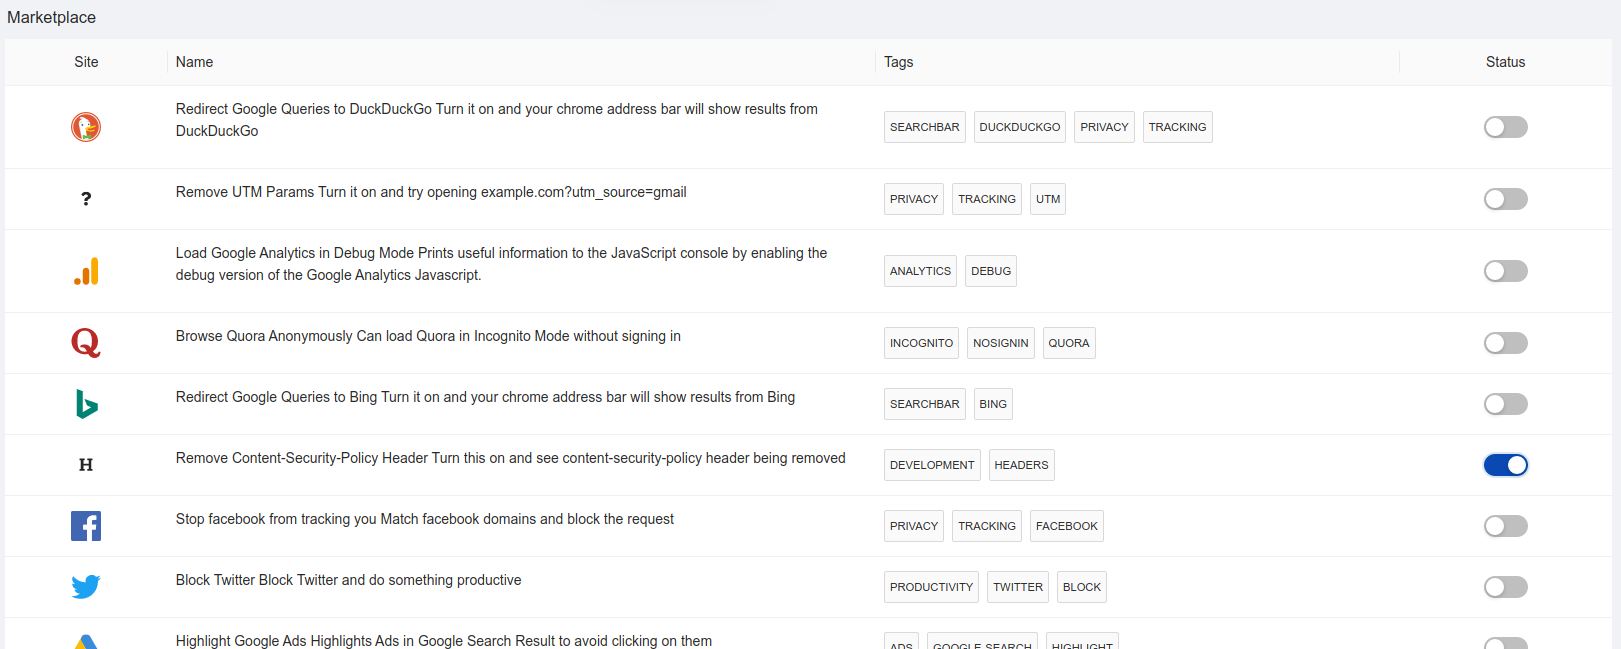 Marketplace
Site Name Tags Status
Redirect Google Queries to DuckDuckGo Turn it on and your chrome address bar will show results from
DuckDuckGo
SEARCHBAR DUCKDUCKGO PRIVACY TRACKING
?
Remove UTM Params Turn it on and try opening example.com?utm_source=gmail
PRIVACY TRACKING UTM
Load Google Analytics in Debug Mode Prints useful information to the JavaScript console by enabling the
debug version of the Google Analytics Javascript.
ANALYTICS DEBUG
Q
Browse Quora Anonymously Can load Quora in Incognito Mode without signing in
INCOGNITO NOSIGNIN QUORA
Redirect Google Queries to Bing Turn it on and your chrome address bar will show results from Bing
SEARCHBAR BING
H
Remove Content-Security-Policy Header Turn this on and see content-security-policy header being removed
DEVELOPMENT HEADERS
Stop facebook from tracking you Match facebook domains and block the request
PRIVACY TRACKING FACEBOOK
Block Twitter Block Twitter and do something productive
PRODUCTIVITY TWITTER BLOCK
Highlight Google Ads Highlights Ads in Google Search Result to avoid clicking on them
ADS GOOGLE SEARCH HIGHLIGHT